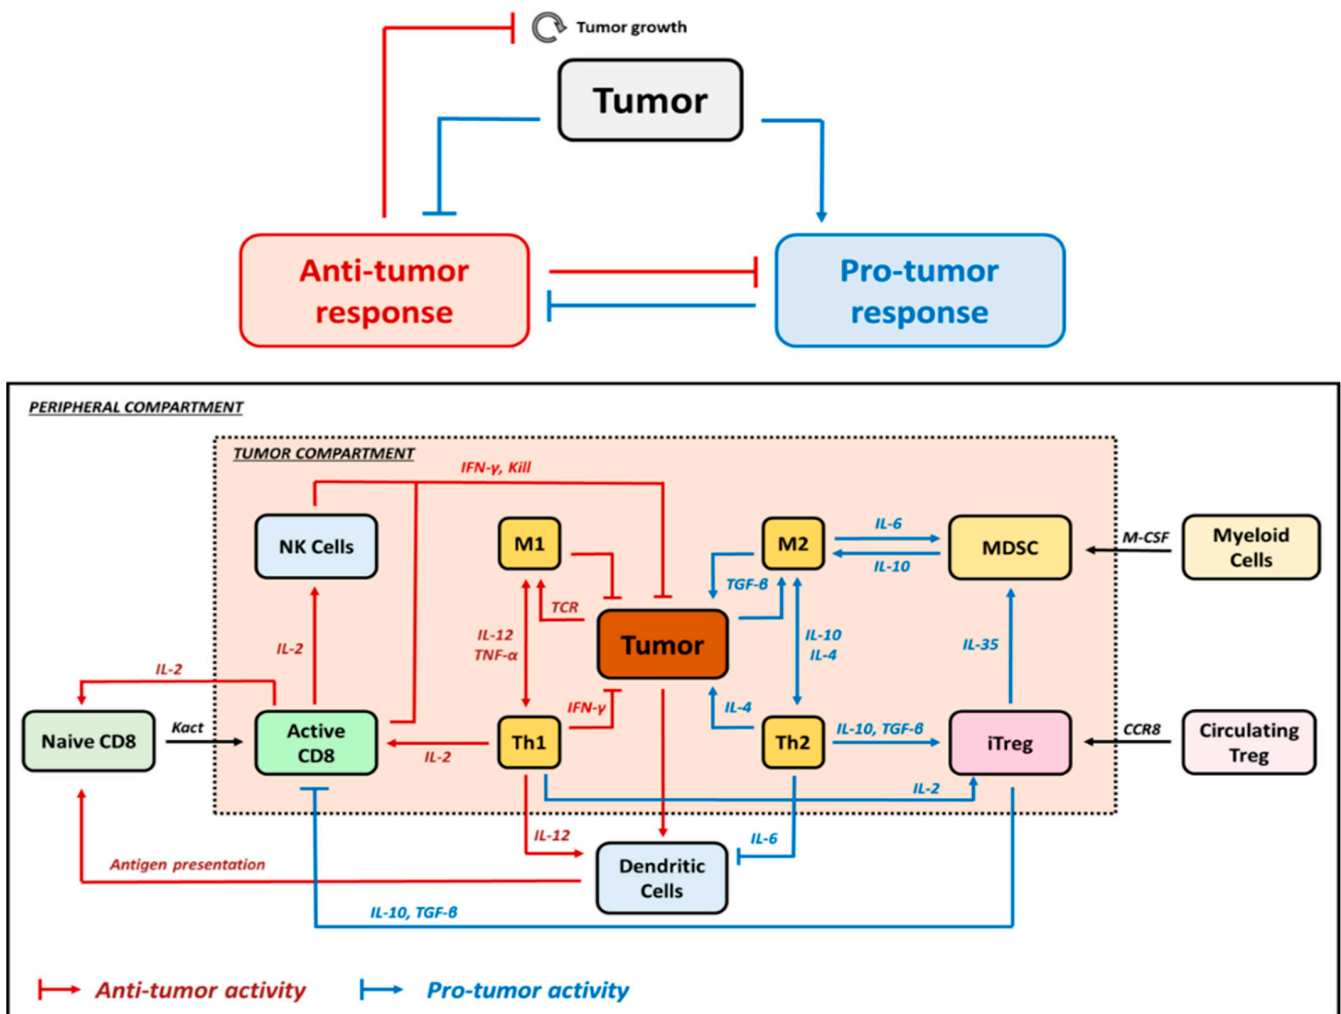 Tumor growth
Tumor
Anti-tumor
response
Pro-tumor
response
PERIPHERAL COMPARTMENT
TUMOR COMPARTMENT
IFN-γ, Kill
NK Cells
M1
M2
IL-6
IL-10
MDSC
M-CSF
Myeloid
Cells
TCR
TGF-β
IL-12
TNF-α
Tumor
IL-10
IL-4
IL-2
IL-35
IL-2
Naive CD8
Kact
Active
CD8
IL-2
Th1
IFN-γ
IL-4
Th2
IL-10, TGF-β
iTreg
CCR8
Circulating
Treg
IL-2
IL-12
IL-6
Antigen presentation
Dendritic
Cells
IL-10, TGF-β
Anti-tumor activity
Pro-tumor activity